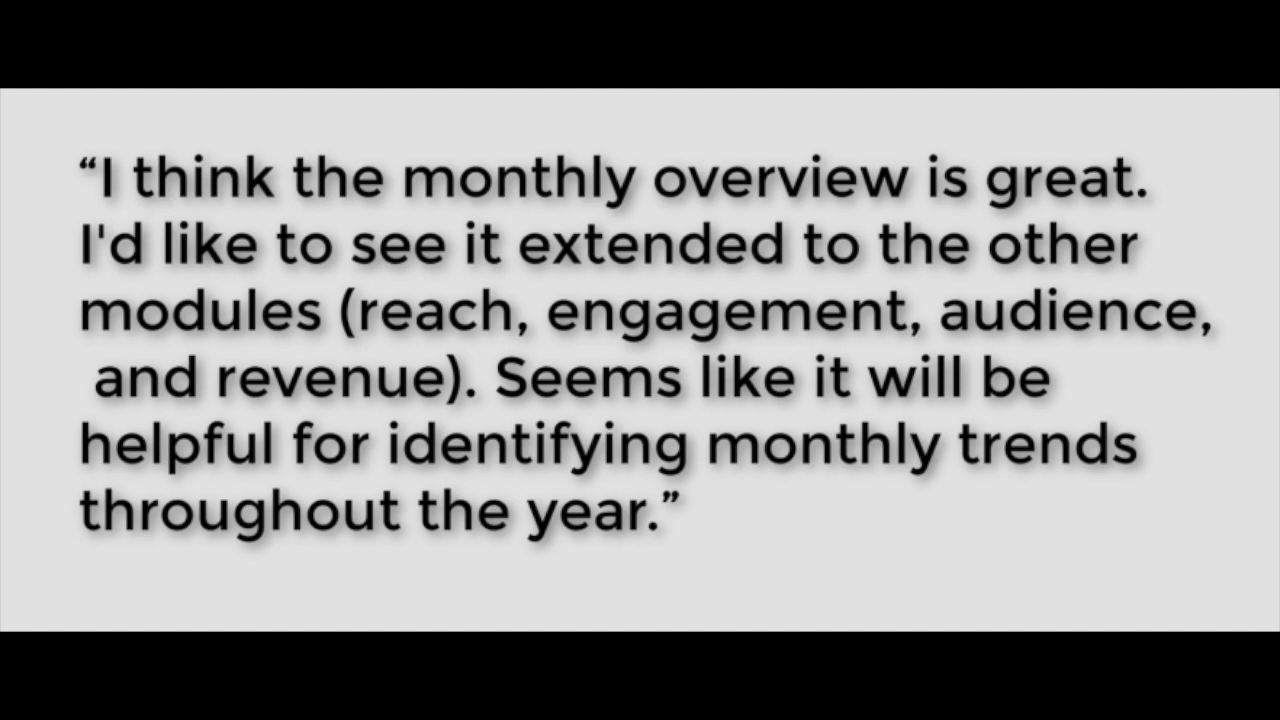 “I think the monthly overview is great.
I'd like to see it extended to the other
modules (reach, engagement, audience,
and revenue). Seems like it will be
helpful for identifying monthly trends
throughout the year.”